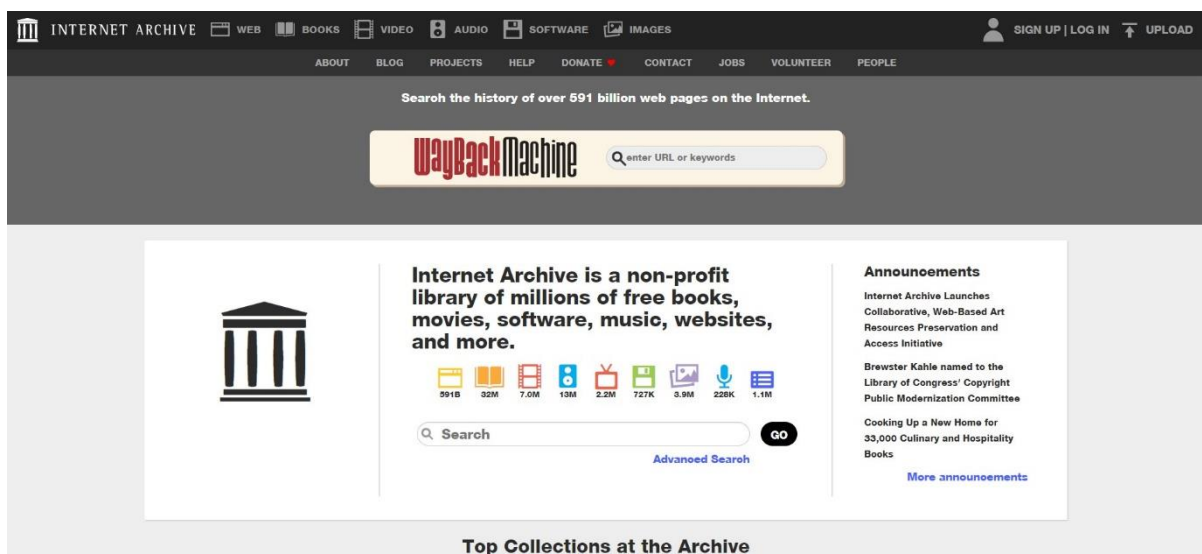 INTERNET ARCHIVE WEB BOOKS VIDEO AUDIO SOFTWARE IMAGES SIGN UP | LOG IN UPLOAD
ABOUT BLOG PROJECTS HELP DONATE CONTACT JOBS VOLUNTEER PEOPLE
Search the history of over 591 billion web pages on the Internet.
WayBackMachine
enter URL or keywords
Internet Archive is a non-profit
library of millions of free books,
movies, software, music, websites,
and more.
591B 32M 7.0M 13M 2.2M 727K 3.9M 228K 1.1M
Search GO
Advanced Search
Announcements
Internet Archive Launches
Collaborative, Web-Based Art
Resources Preservation and
Access Initiative
Brewster Kahle named to the
Library of Congress' Copyright
Public Modernization Committee
Cooking Up a New Home for
33,000 Culinary and Hospitality
Books
More announcements
Top Collections at the Archive